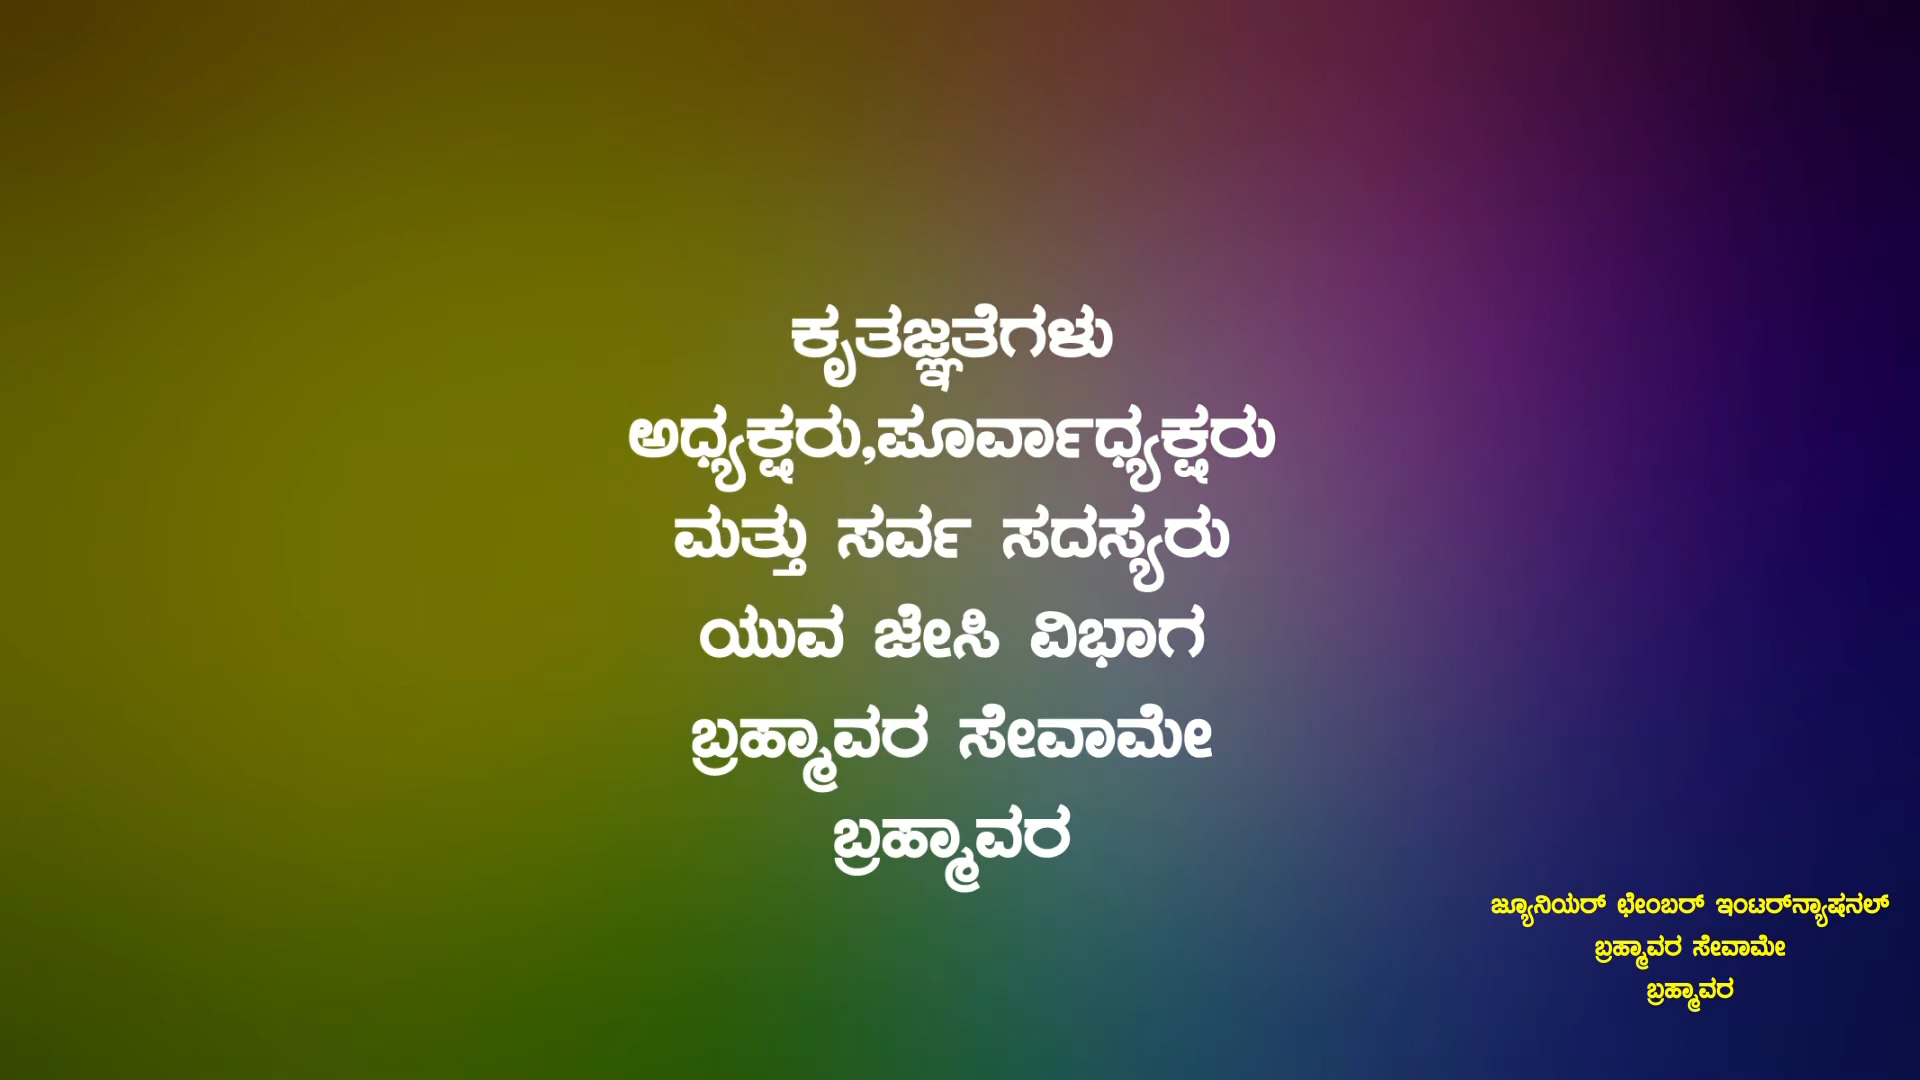 ಕೃತಜ್ಞತೆಗಳು
ಅಧ್ಯಕ್ಷರು,ಪೂರ್ವಾಧ್ಯಕ್ಷರು
ಮತ್ತು ಸರ್ವ ಸದಸ್ಯರು
ಯುವ ಜೇಸಿ ವಿಭಾಗ
ಬ್ರಹ್ಮಾವರ ಸೇವಾಮೇ
ಬ್ರಹ್ಮಾವರ
ಜ್ಯೂನಿಯರ್ ಛೇಂಬರ್ ಇಂಟರ್‌ನ್ಯಾಷನಲ್
ಬ್ರಹ್ಮಾವರ ಸೇವಾಮೇ
ಬ್ರಹ್ಮಾವರ